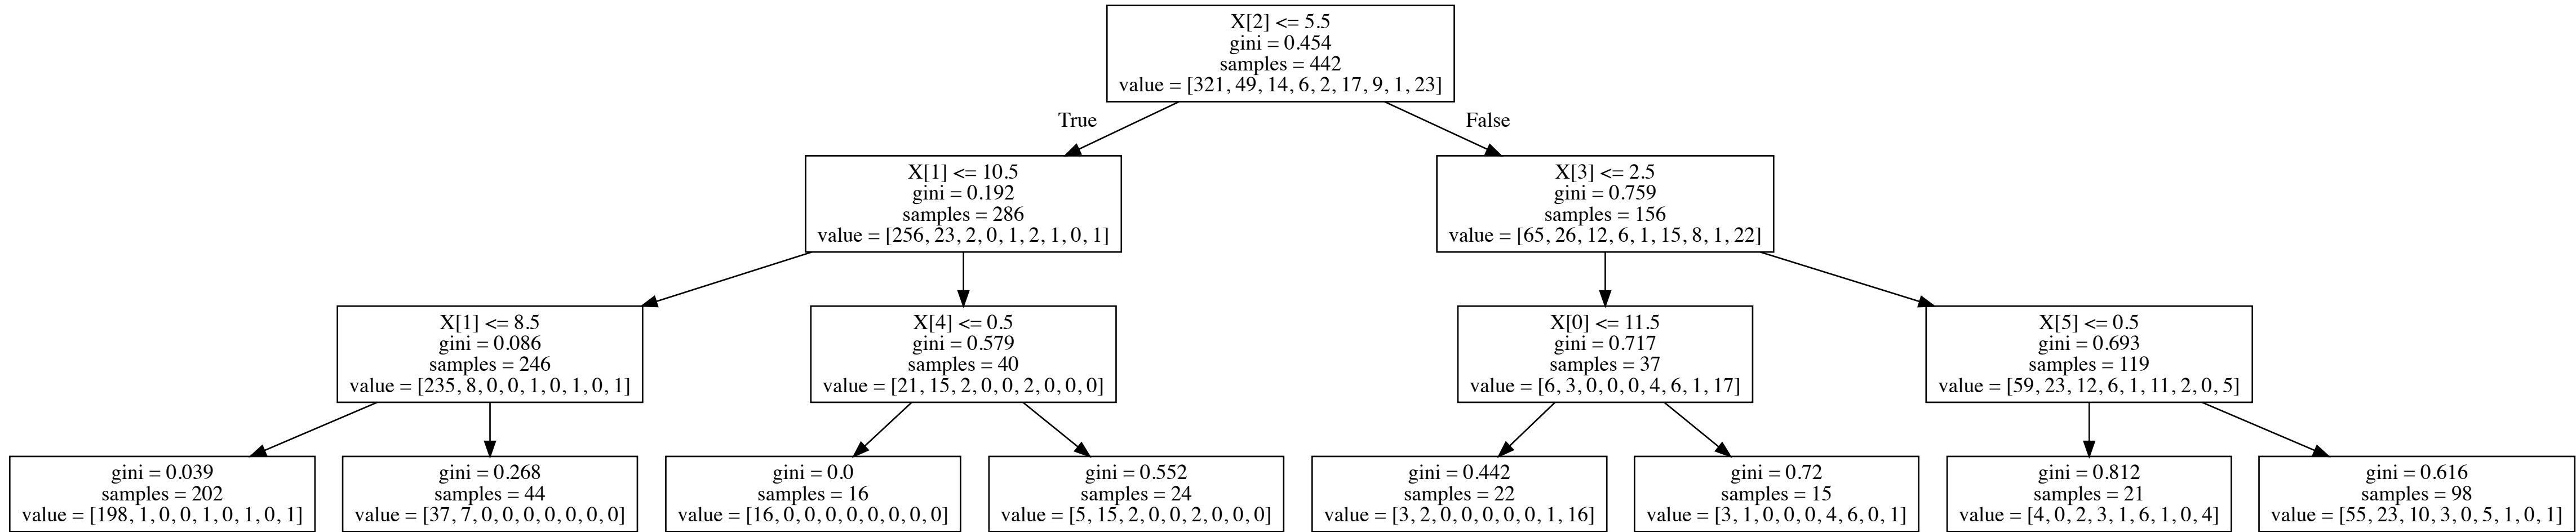 X[2] <= 5.5
gini = 0.454
samples = 442
value = [321, 49, 14, 6, 2, 17, 9, 1, 23]
True
False
X[1] <= 10.5
gini = 0.192
samples = 286
value = [256, 23, 2, 0, 1, 2, 1, 0, 1]
X[3] <= 2.5
gini = 0.759
samples = 156
value = [65, 26, 12, 6, 1, 15, 8, 1, 22]
X[1] <= 8.5
gini = 0.086
samples = 246
value = [235, 8, 0, 0, 1, 0, 1, 0, 1]
X[4] <= 0.5
gini = 0.579
samples = 40
value = [21, 15, 2, 0, 0, 2, 0, 0, 0]
X[0] <= 11.5
gini = 0.717
samples = 37
value = [6, 3, 0, 0, 0, 4, 6, 1, 17]
X[5] <= 0.5
gini = 0.693
samples = 119
value = [59, 23, 12, 6, 1, 11, 2, 0, 5]
gini = 0.039
samples = 202
value = [198, 1, 0, 0, 1, 0, 1, 0, 1]
gini = 0.268
samples = 44
value = [37, 7, 0, 0, 0, 0, 0, 0, 0]
gini = 0.0
samples = 16
value = [16, 0, 0, 0, 0, 0, 0, 0, 0]
gini = 0.552
samples = 24
value = [5, 15, 2, 0, 0, 2, 0, 0, 0]
gini = 0.442
samples = 22
value = [3, 2, 0, 0, 0, 0, 0, 1, 16]
gini = 0.72
samples = 15
value = [3, 1, 0, 0, 0, 4, 6, 0, 1]
gini = 0.812
samples = 21
value = [4, 0, 2, 3, 1, 6, 1, 0, 4]
gini = 0.616
samples = 98
value = [55, 23, 10, 3, 0, 5, 1, 0, 1]